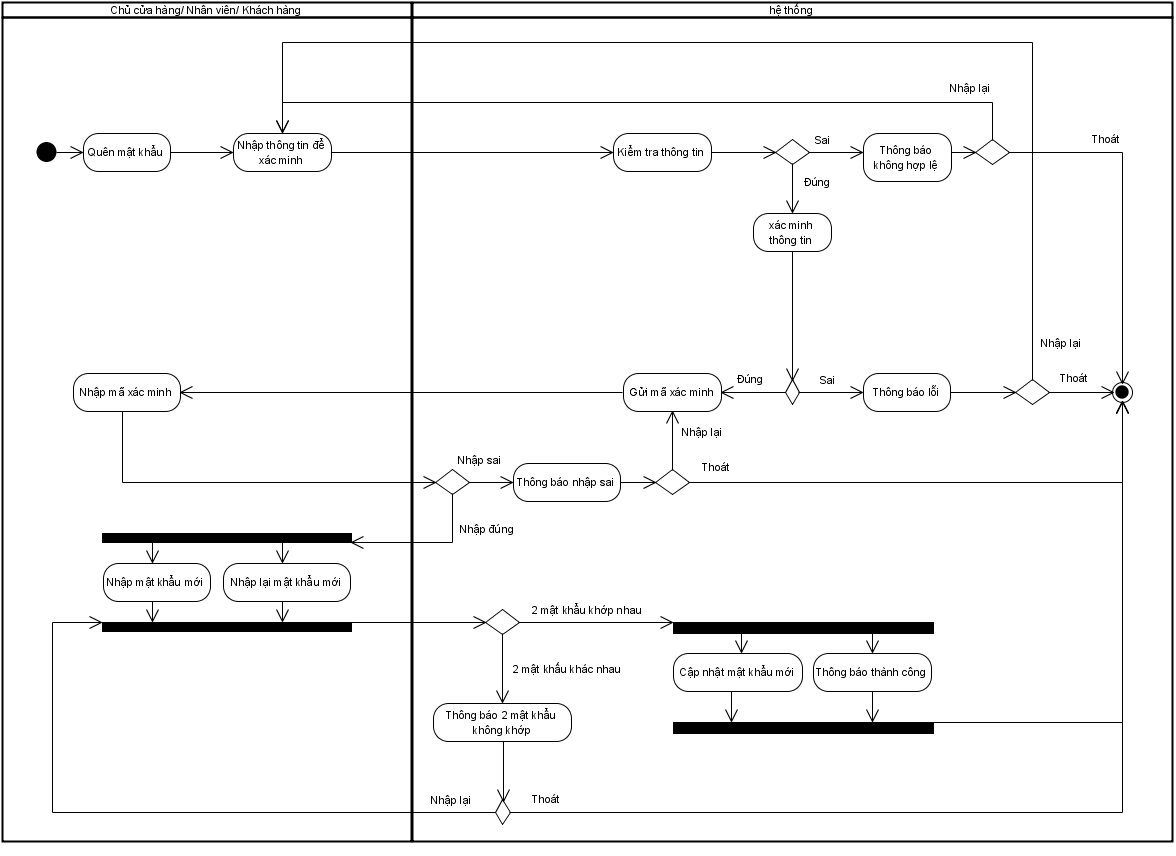 Chủ cửa hàng/ Nhân viên/ Khách hàng
hệ thống
Nhập lại
Thoát
Quên mật khẩu
Nhập thông tin để
xác minh
Kiểm tra thông tin
Sai
Thông báo
không hợp lệ
Đúng
xác minh
thông tin
Nhập lại
Nhập mã xác minh
Gửi mã xác minh
Đúng
Sai
Thông báo lỗi
Thoát
Nhập lại
Nhập sai
Thông báo nhập sai
Thoát
Nhập đúng
Nhập mật khẩu mới
Nhập lại mật khẩu mới
2 mật khẩu khớp nhau
2 mật khẩu khác nhau
Cập nhật mật khẩu mới
Thông báo thành công
Thông báo 2 mật khẩu
không khớp
Nhập lại
Thoát